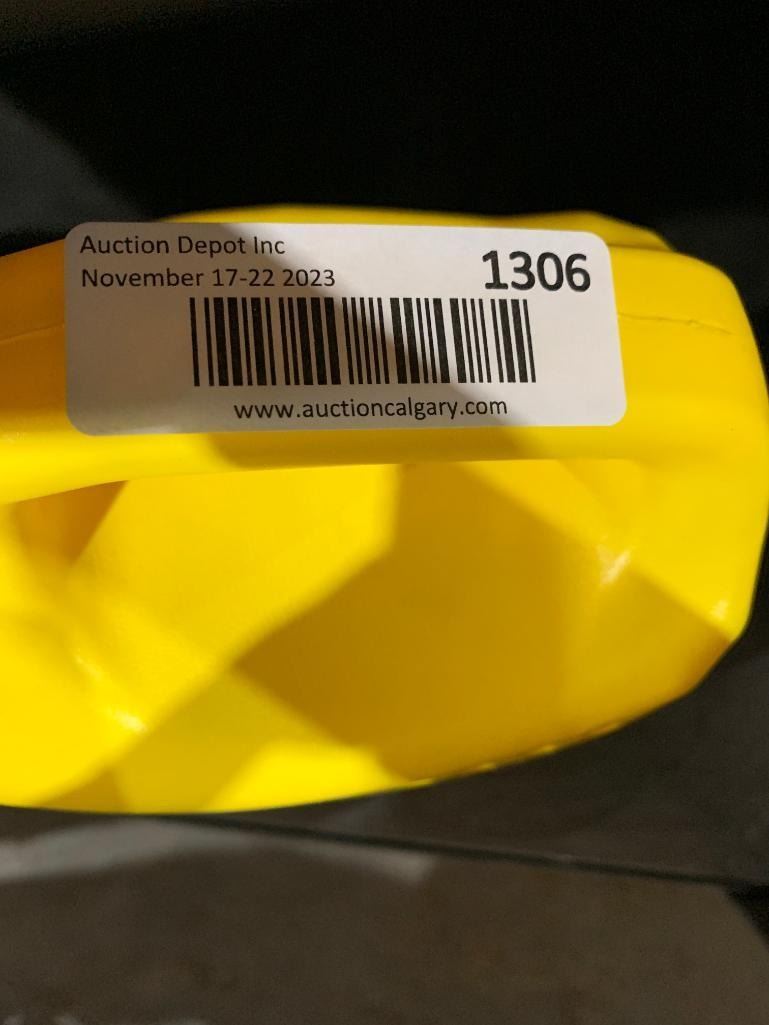 Auction Depot Inc
November 17-22 2023
1306
www.auctioncalgary.com